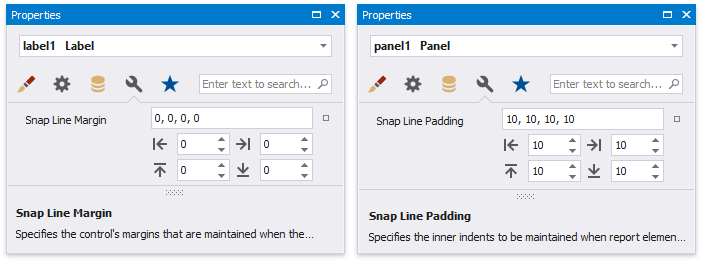 Properties
label1 Label
Enter text to search...
Snap Line Margin
0, 0, 0, 0
0
0
0
0
Snap Line Margin
Specifies the control's margins that are maintained when the...
Properties
panel1 Panel
Enter text to search...
Snap Line Padding
10, 10, 10, 10
10
10
10
10
Snap Line Padding
Specifies the inner indents to be maintained when report elemen...